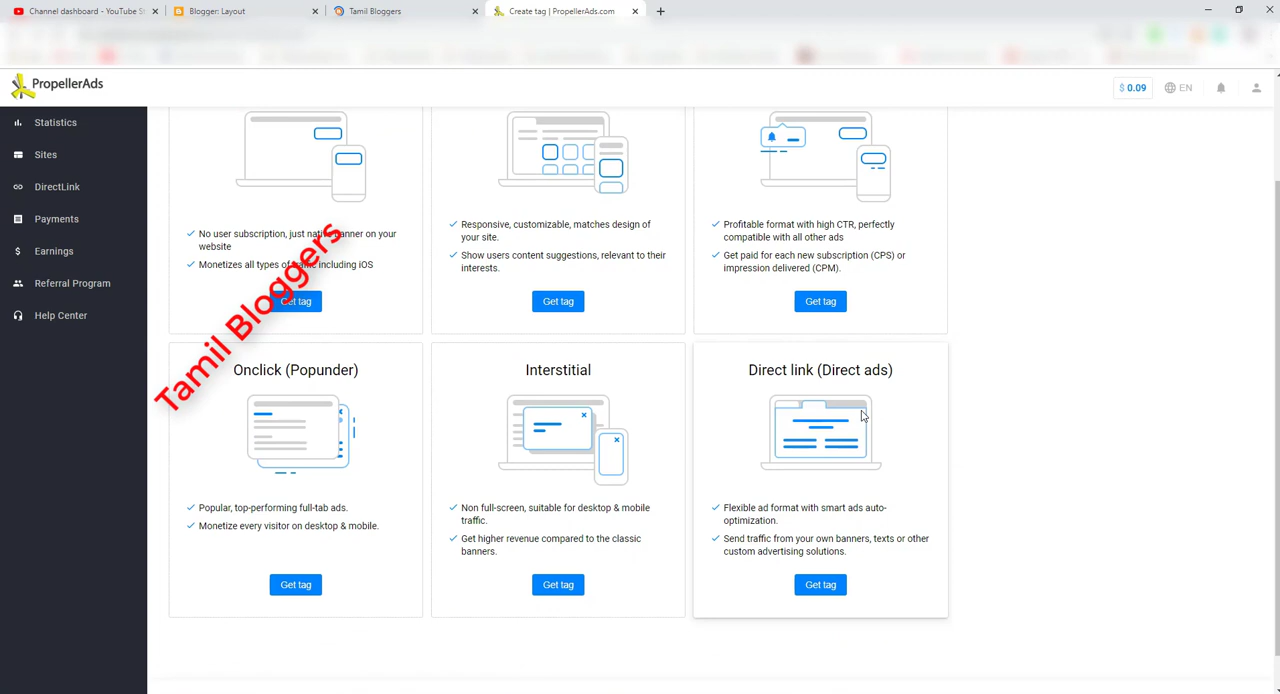 Channel dashboard - YouTube St
Blogger: Layout
Tamil Bloggers
Create tag | PropellerAds.com
PropellerAds
$ 0.09
EN
Statistics
Sites
DirectLink
Payments
Earnings
Referral Program
Help Center
No user subscription, just native banner on your
website
Monetizes all types of traffic including iOS
Get tag
Responsive, customizable, matches design of
your site.
Show users content suggestions, relevant to their
interests.
Get tag
Profitable format with high CTR, perfectly
compatible with all other ads
Get paid for each new subscription (CPS) or
impression delivered (CPM).
Get tag
Tamil Bloggers
Onclick (Popunder)
Popular, top-performing full-tab ads.
Monetize every visitor on desktop & mobile.
Get tag
Interstitial
Non full-screen, suitable for desktop & mobile
traffic.
Get higher revenue compared to the classic
banners.
Get tag
Direct link (Direct ads)
Flexible ad format with smart ads auto-
optimization.
Send traffic from your own banners, texts or other
custom advertising solutions.
Get tag